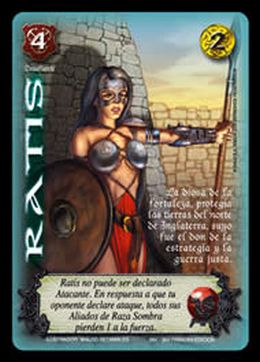 4
2
RATIS
La diosa de la
fortaleza, protegía
las tierras del norte
de Inglaterra, suyo
fue el don de la
estrategia y la
guerra justa.
Ratis no puede ser declarado
Atacante. En respuesta a que tu
oponente declare ataque, todos sus
Aliados de Raza Sombra
pierden 1 a la fuerza.